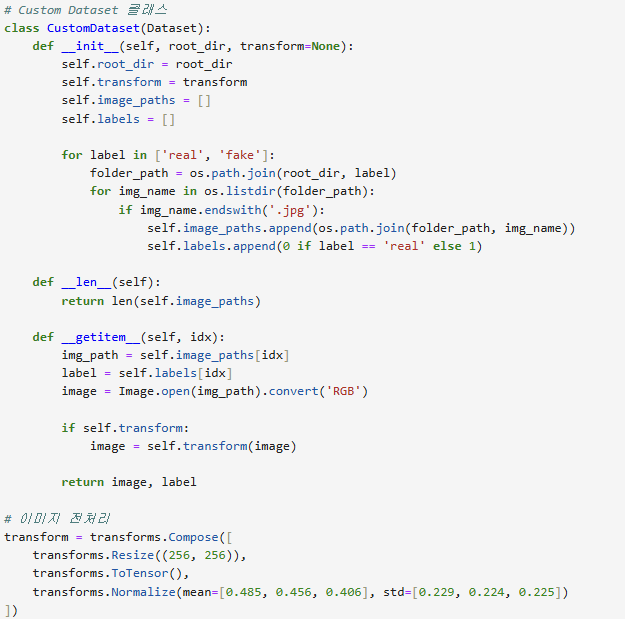 # Custom Dataset 클래스
class CustomDataset(Dataset):
    def __init__(self, root_dir, transform=None):
        self.root_dir = root_dir
        self.transform = transform
        self.image_paths = []
        self.labels = []

        for label in ['real', 'fake']:
            folder_path = os.path.join(root_dir, label)
            for img_name in os.listdir(folder_path):
                if img_name.endswith('.jpg'):
                    self.image_paths.append(os.path.join(folder_path, img_name))
                    self.labels.append(0 if label == 'real' else 1)

    def __len__(self):
        return len(self.image_paths)

    def __getitem__(self, idx):
        img_path = self.image_paths[idx]
        label = self.labels[idx]
        image = Image.open(img_path).convert('RGB')

        if self.transform:
            image = self.transform(image)

        return image, label

# 이미지 전처리
transform = transforms.Compose([
    transforms.Resize((256, 256)),
    transforms.ToTensor(),
    transforms.Normalize(mean=[0.485, 0.456, 0.406], std=[0.229, 0.224, 0.225])
])